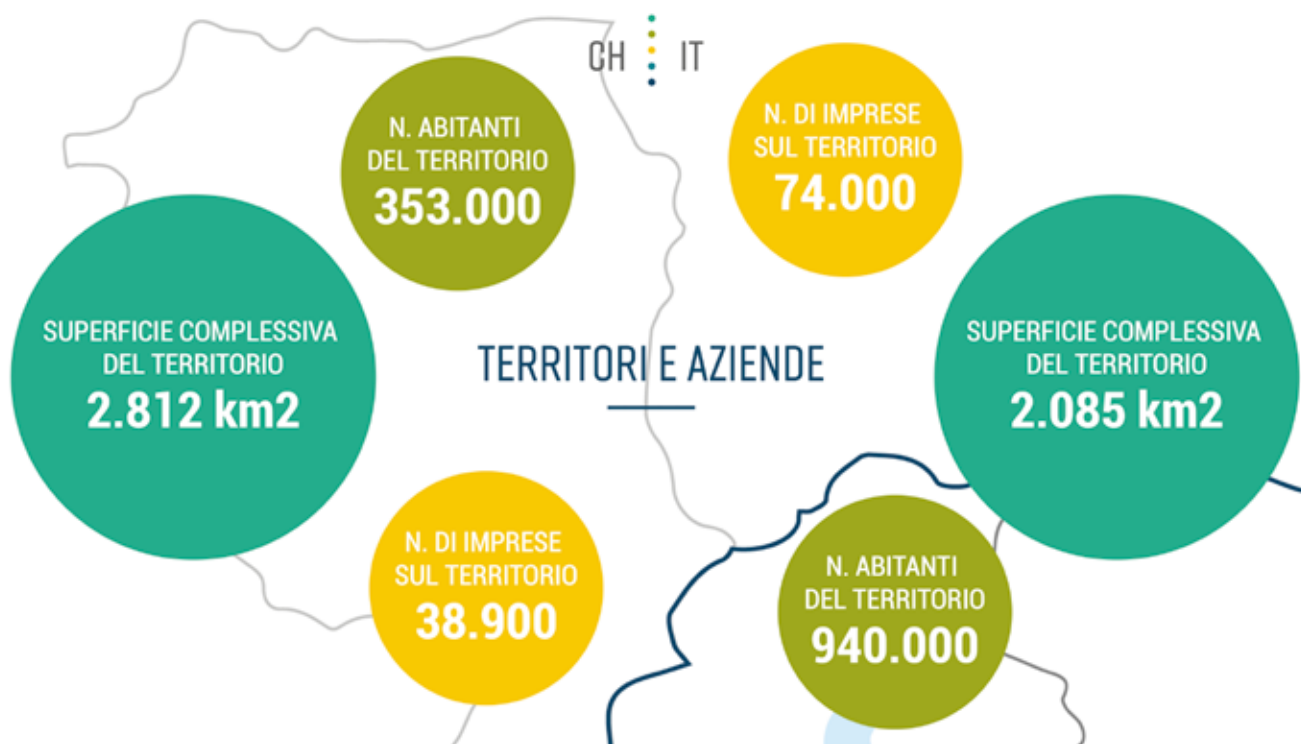 CH IT
N. ABITANTI
DEL TERRITORIO
353.000
N. DI IMPRESE
SUL TERRITORIO
74.000
SUPERFICIE COMPLESSIVA
DEL TERRITORIO
2.812 km2
TERRITORI E AZIENDE
SUPERFICIE COMPLESSIVA
DEL TERRITORIO
2.085 km2
N. DI IMPRESE
SUL TERRITORIO
38.900
N. ABITANTI
DEL TERRITORIO
940.000